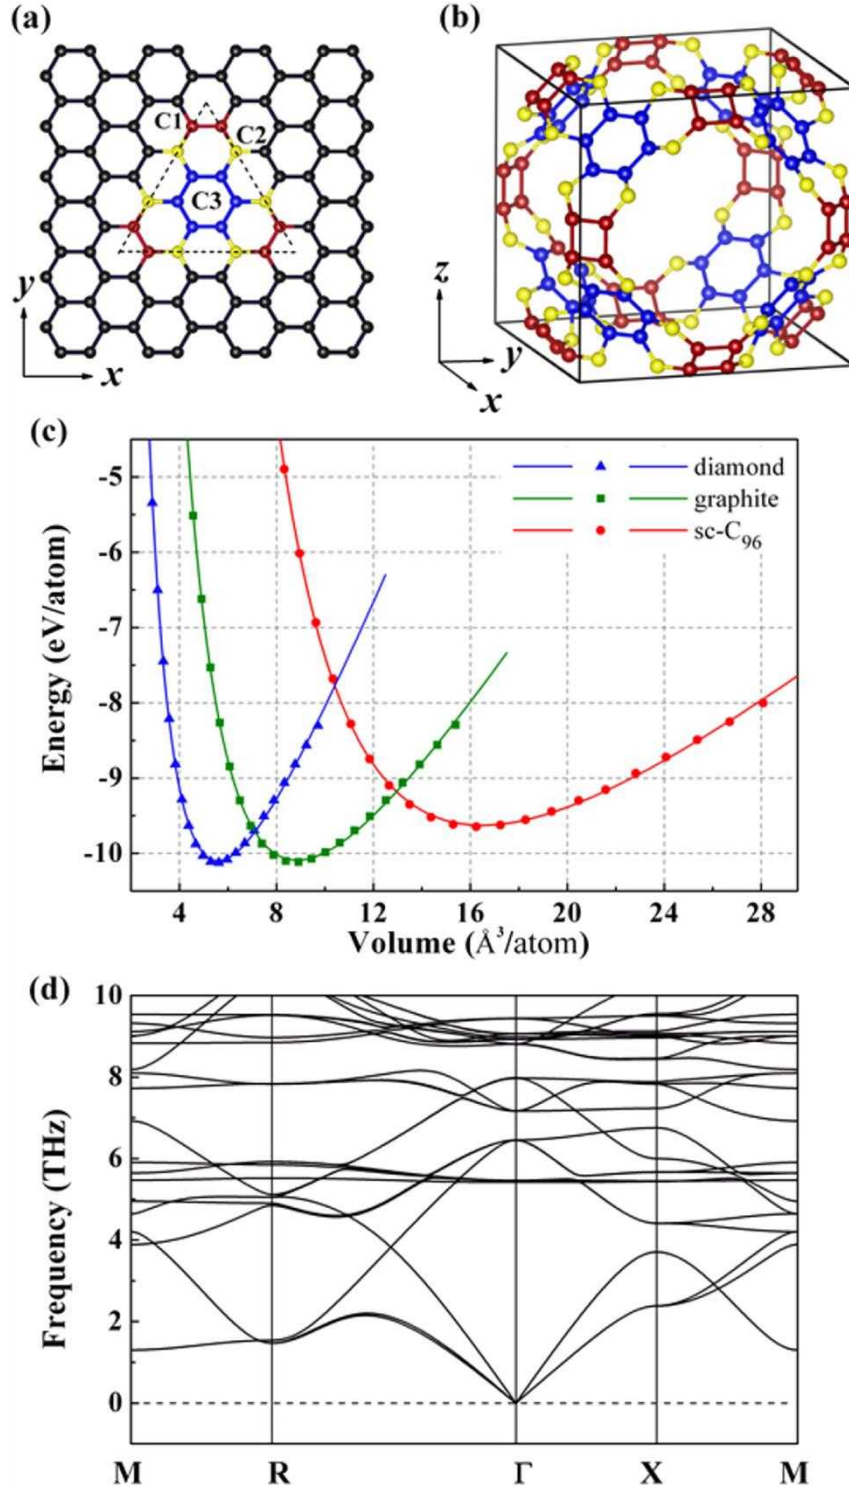 (a)
(b)
C1
C2
C3
y
x
z
y
x
(c)
diamond
graphite
sc-C96
-5
-6
-7
-8
-9
-10
Energy (eV/atom)
4 8 12 16 20 24 28
Volume (Å³/atom)
(d)
10
8
6
4
2
0
Frequency (THz)
M R Γ X M